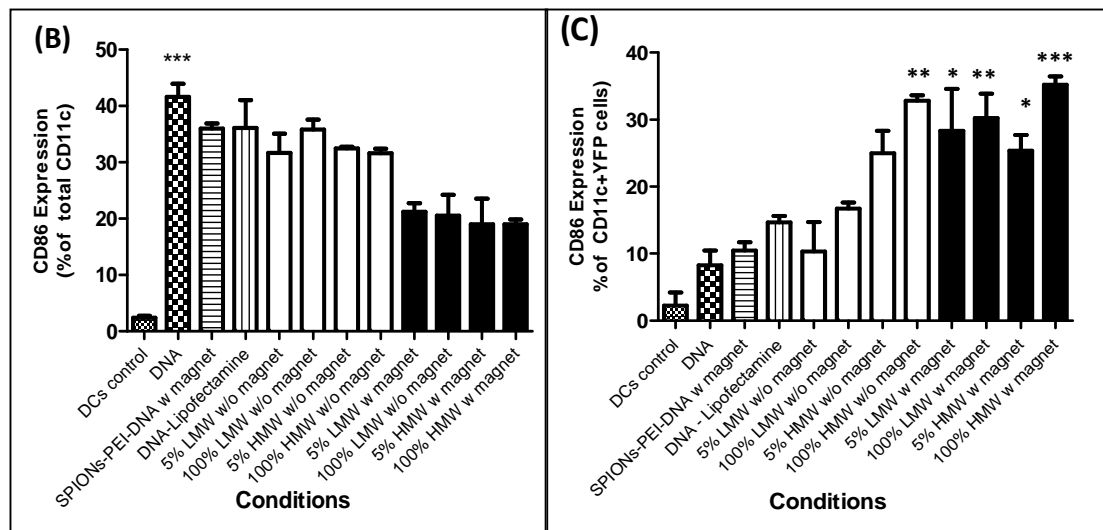 (B)
CD86 Expression
(%of total CD11c)
50
40
30
20
10
0
***
DCs control
DNA
SPIONs-PEI-DNA w magnet
DNA-Lipofectamine
5% LMW w/o magnet
100% LMW w/o magnet
5% HMW w/o magnet
100% HMW w/o magnet
5% LMW w magnet
100% LMW w/o magnet
5% HMW w magnet
100% HMW w magnet
Conditions
(C)
CD86 Expression
%of CD11c+YFP cells)
40
30
20
10
0
**
*
**
*
***
DCs control
DNA
SPIONs-PEI-DNA w magnet
DNA - Lipofectamine
5% LMW w/o magnet
100% LMW w/o magnet
5% HMW w/o magnet
100% HMW w/o magnet
5% LMW w magnet
100% LMW w magnet
5% HMW w magnet
100% HMW w magnet
Conditions